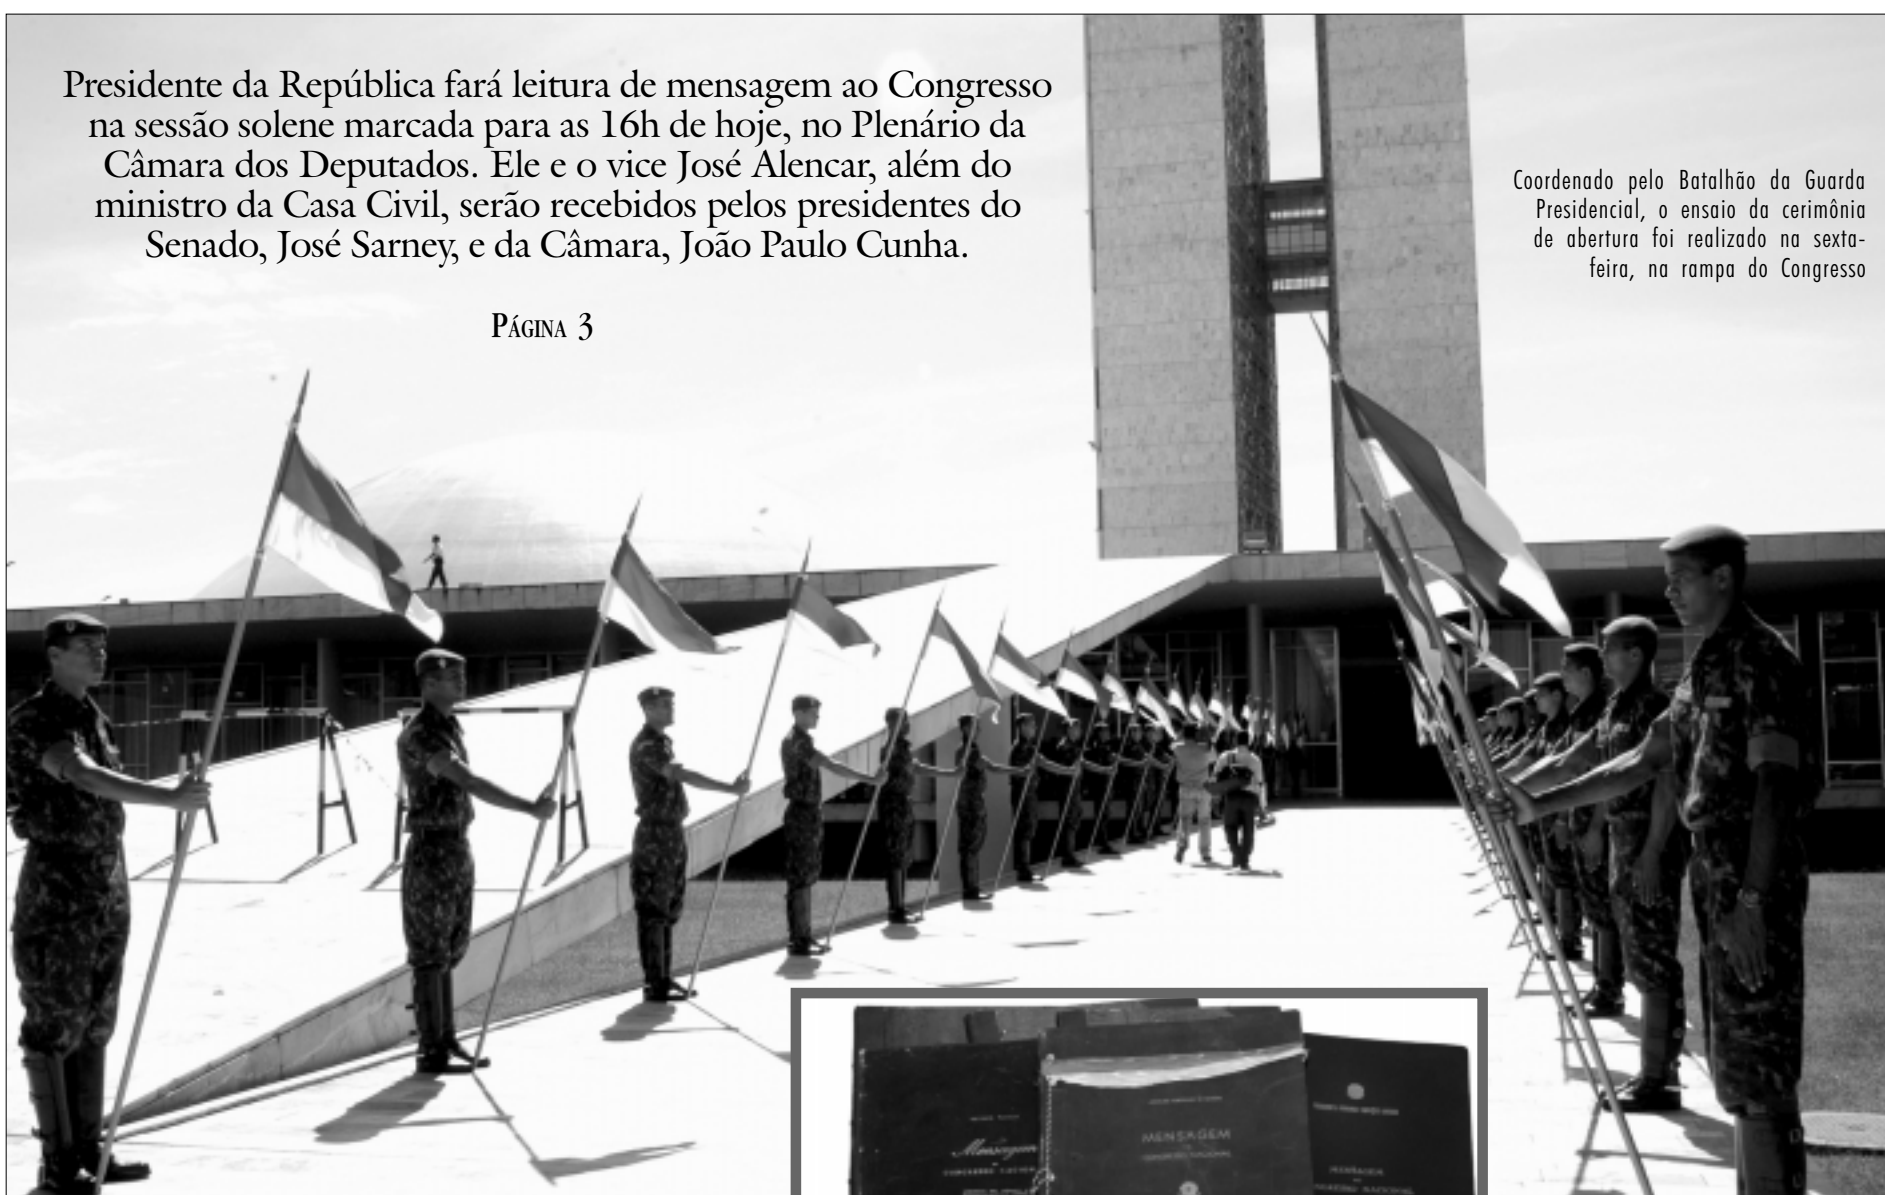 Presidente da República fará leitura de mensagem ao Congresso
na sessão solene marcada para as 16h de hoje, no Plenário da
Câmara dos Deputados. Ele e o vice José Alencar, além do
ministro da Casa Civil, serão recebidos pelos presidentes do
Senado, José Sarney, e da Câmara, João Paulo Cunha.
PÁGINA 3
Coordenado pelo Batalhão da Guarda
Presidencial, o ensaio da cerimônia
de abertura foi realizado na sexta-
feira, na rampa do Congresso
Mensagem
MENSAGEM
CONGRESSO NACIONAL
MENSAGEM